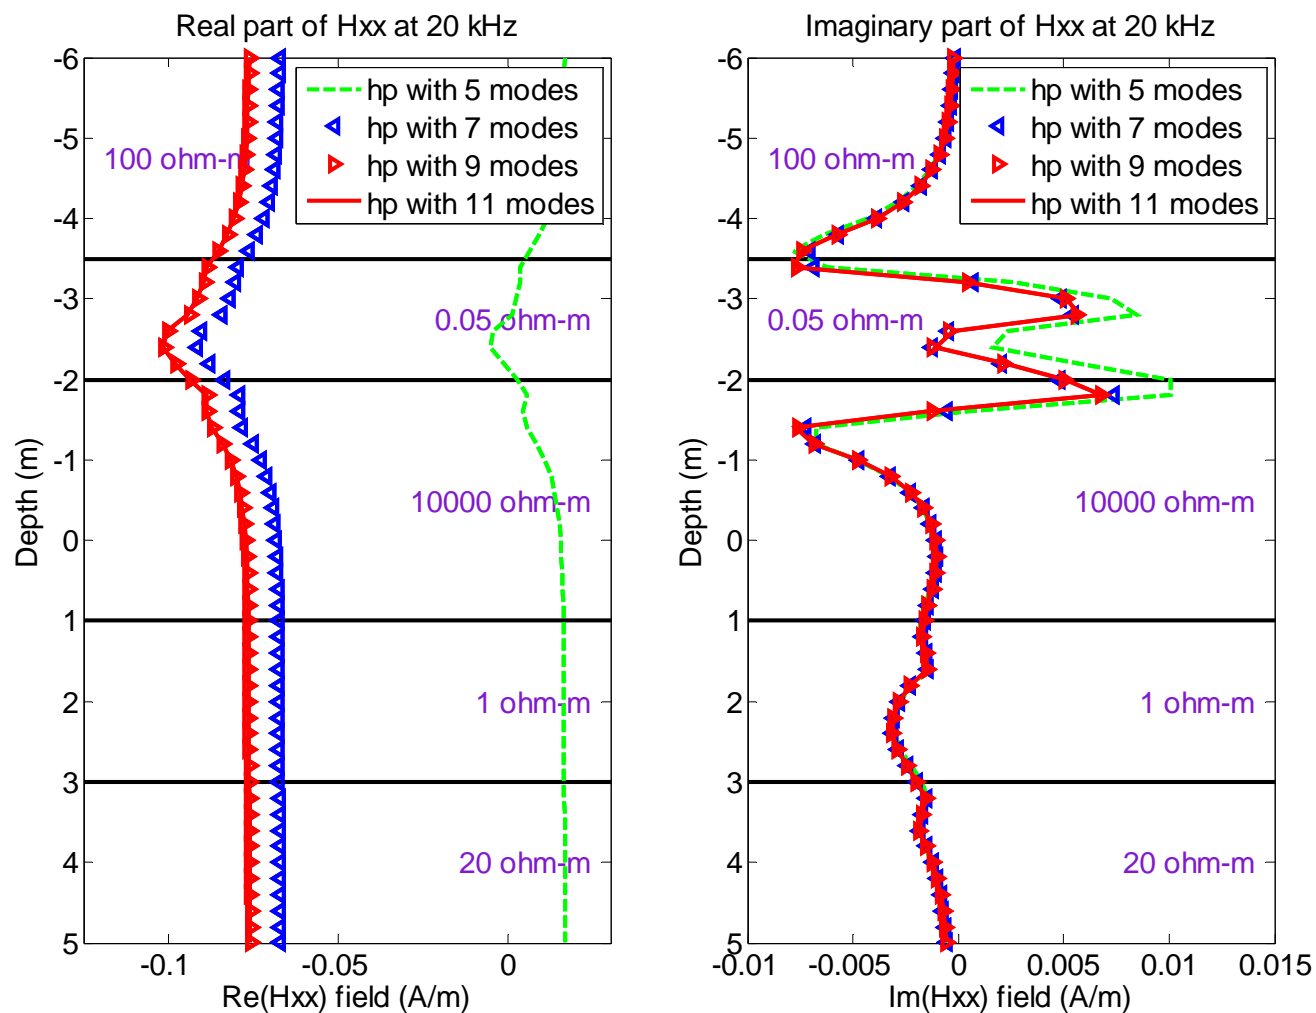 Real part of Hxx at 20 kHz
-6
-5
-4
-3
-2
-1
0
1
2
3
4
5
Depth (m)
hp with 5 modes
hp with 7 modes
hp with 9 modes
hp with 11 modes
100 ohm-m
0.05 ohm-m
10000 ohm-m
1 ohm-m
20 ohm-m
-0.1
-0.05
0
Re(Hxx) field (A/m)
Imaginary part of Hxx at 20 kHz
-6
-5
-4
-3
-2
-1
0
1
2
3
4
5
Depth (m)
hp with 5 modes
hp with 7 modes
hp with 9 modes
hp with 11 modes
100 ohm-m
0.05 ohm-m
10000 ohm-m
1 ohm-m
20 ohm-m
-0.01
-0.005
0
0.005
0.01
0.015
Im(Hxx) field (A/m)